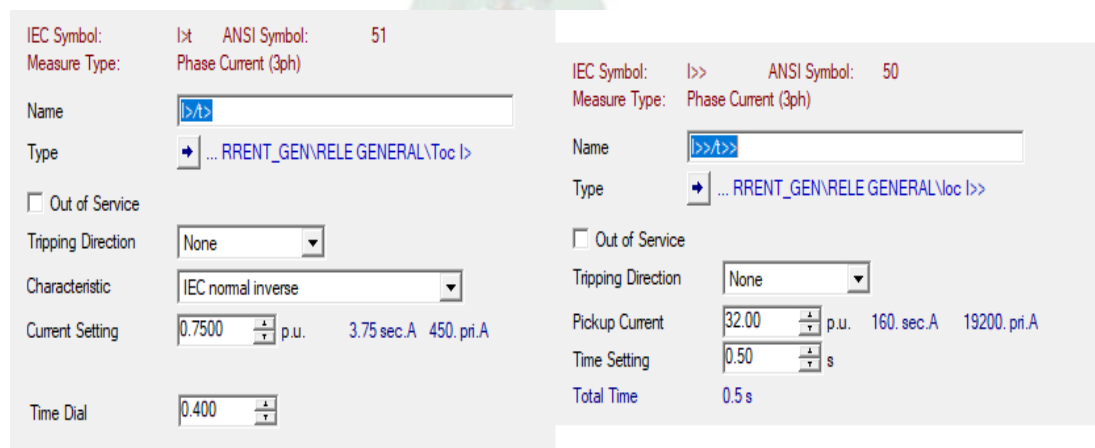 IEC Symbol: I>t ANSI Symbol: 51
Measure Type: Phase Current (3ph)
Name I>/t>
Type ... RRENT_GEN\RELE GENERAL\Toc I>
Out of Service
Tripping Direction None
Characteristic IEC normal inverse
Current Setting 0.7500 p.u. 3.75 sec.A 450. pri.A
Time Dial 0.400
IEC Symbol: I>> ANSI Symbol: 50
Measure Type: Phase Current (3ph)
Name I>>/t>>
Type ... RRENT_GEN\RELE GENERAL\Ioc I>>
Out of Service
Tripping Direction None
Pickup Current 32.00 p.u. 160. sec.A 19200. pri.A
Time Setting 0.50 s
Total Time 0.5 s